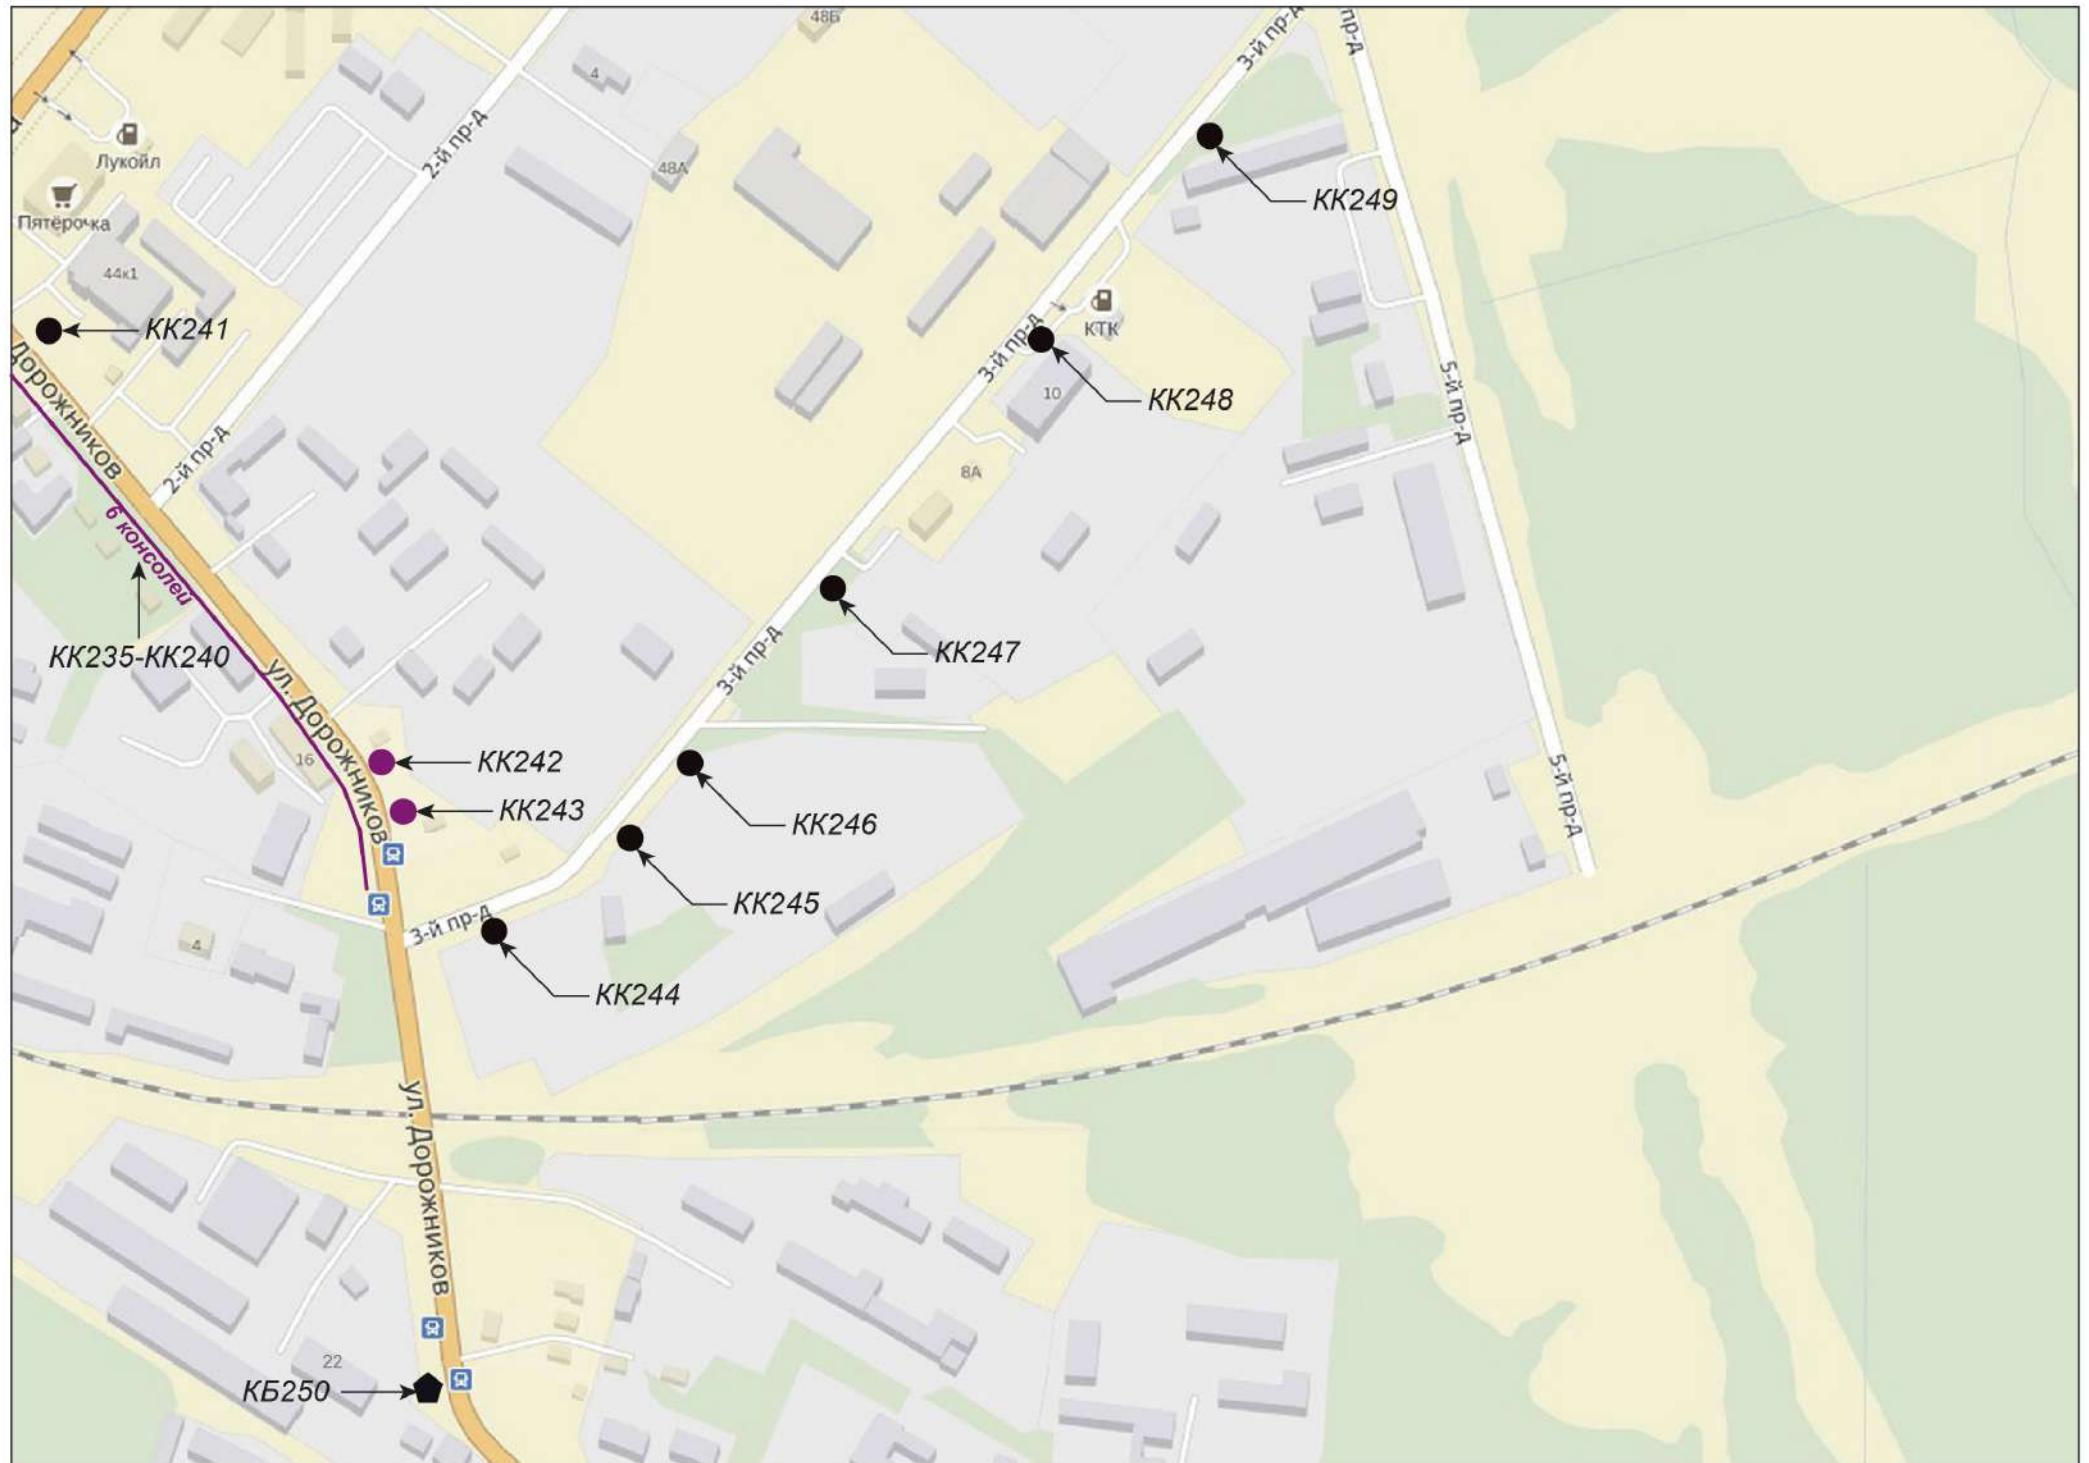 48Б
3-й пр-д
пр-д
4
Лукойл
2-й пр-д
48А
Пятёрочка
КК249
44к1
КК241
КТК
3-й пр-д
10
КК248
Дорожников
5-й пр-д
2-й пр-д
8А
6 консолей
КК235-КК240
КК247
3-й пр-д
ул. Дорожников
16
КК242
5-й пр-д
КК243
КК246
КК245
3-й пр-д
4
КК244
ул. Дорожников
22
КБ250